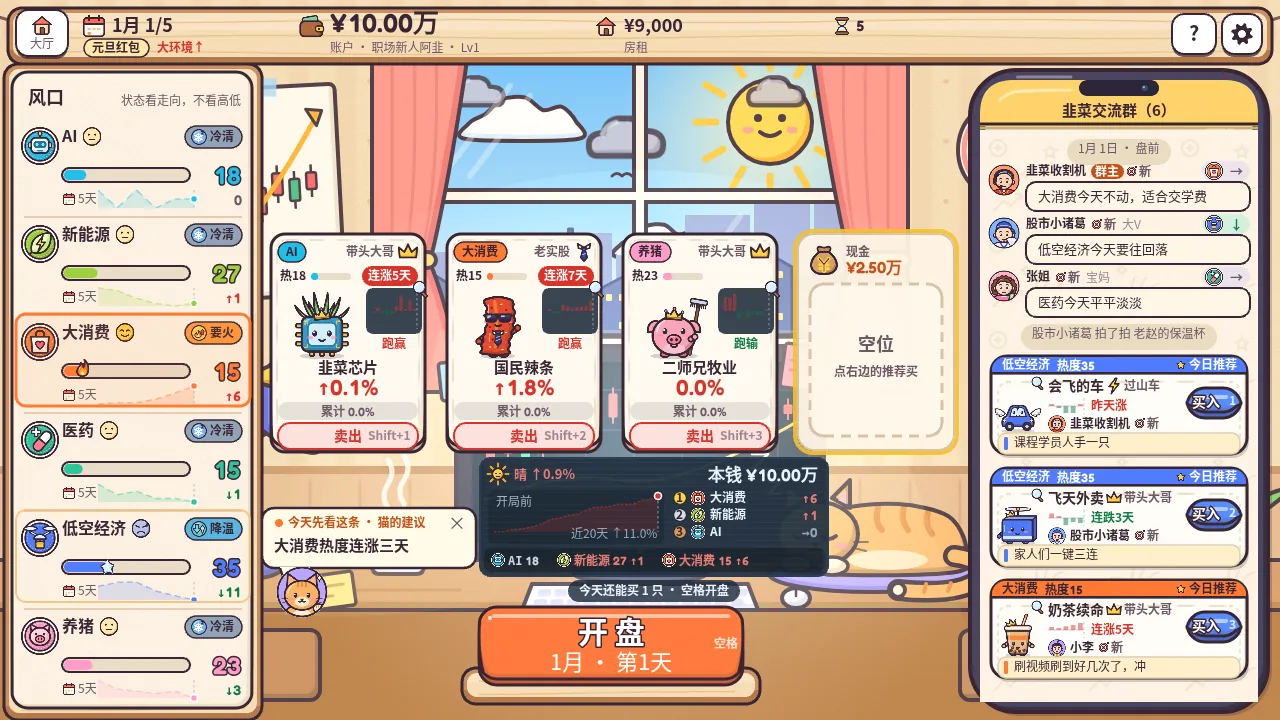 大厅
1月 1/5
元旦红包 大环境↑
¥10.00万
账户 · 职场新人阿韭 · Lv1
¥9,000
房租
5
?
风口
状态看走向，不看高低
AI 冷清
18
5天 0
新能源 冷清
27
5天 ↑1
大消费 要火
15
5天 ↑6
医药 冷清
15
5天 ↓1
低空经济 降温
35
5天 ↓11
养猪 冷清
23
5天 ↓3
AI 带头大哥
热18 连涨5天
跑赢
韭菜芯片
↑0.1%
累计 0.0%
卖出 Shift+1
大消费 老实股
热15 连涨7天
跑赢
国民辣条
↑1.8%
累计 0.0%
卖出 Shift+2
养猪 带头大哥
热23
跑输
二师兄牧业
0.0%
累计 0.0%
卖出 Shift+3
现金
¥2.50万
空位
点右边的推荐买
晴 ↑0.9% 本钱 ¥10.00万
开局前
近20天 ↑11.0%
1 大消费 ↑6
2 新能源 ↑1
3 AI →0
AI 18 新能源 27 ↑1 大消费 15 ↑6
今天先看这条 · 猫的建议
大消费热度连涨三天
今天还能买 1 只 · 空格开盘
开盘
空格
1月 · 第1天
韭菜交流群（6）
1月 1日 · 盘前
韭菜收割机 群主 新 →
大消费今天不动，适合交学费
股市小诸葛 新 大V ↓
低空经济今天要往回落
张姐 新 宝妈 →
医药今天平平淡淡
股市小诸葛 拍了拍 老赵的保温杯
低空经济 热度35 今日推荐
会飞的车 过山车
昨天涨
买入 1
韭菜收割机 新
课程学员人手一只
低空经济 热度35 今日推荐
飞天外卖 带头大哥
连跌3天
买入 2
股市小诸葛 新
家人们一键三连
大消费 热度15 今日推荐
奶茶续命 带头大哥
连涨5天
买入 3
小李 新
刷视频刷到好几次了，冲